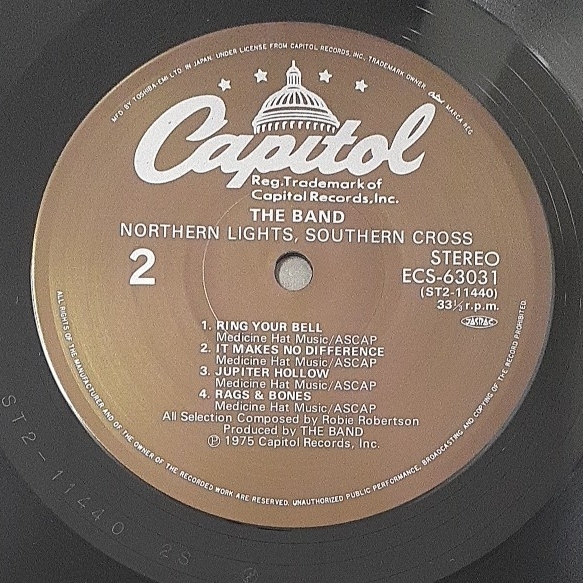 MFD BY TOSHIBA-EMI LTD. IN JAPAN, UNDER LICENSE FROM CAPITOL RECORDS, INC., TRADEMARK OWNER. MARCA REG.
Capitol
Reg.Trademark of
Capitol Records,Inc.
THE BAND
NORTHERN LIGHTS, SOUTHERN CROSS
2
STEREO
ECS-63031
(ST2-11440)
33⅓ r.p.m.
JASRAC
1. RING YOUR BELL
Medicine Hat Music/ASCAP
2. IT MAKES NO DIFFERENCE
Medicine Hat Music/ASCAP
3. JUPITER HOLLOW
Medicine Hat Music/ASCAP
4. RAGS & BONES
Medicine Hat Music/ASCAP
All Selection Composed by Robie Robertson
Produced by THE BAND
℗ 1975 Capitol Records, Inc.
ALL RIGHTS OF THE MANUFACTURER AND OF THE OWNER OF THE RECORDED WORK ARE RESERVED. UNAUTHORIZED PUBLIC PERFORMANCE, BROADCASTING AND COPYING OF THE RECORD PROHIBITED.
ST2-11440 2S